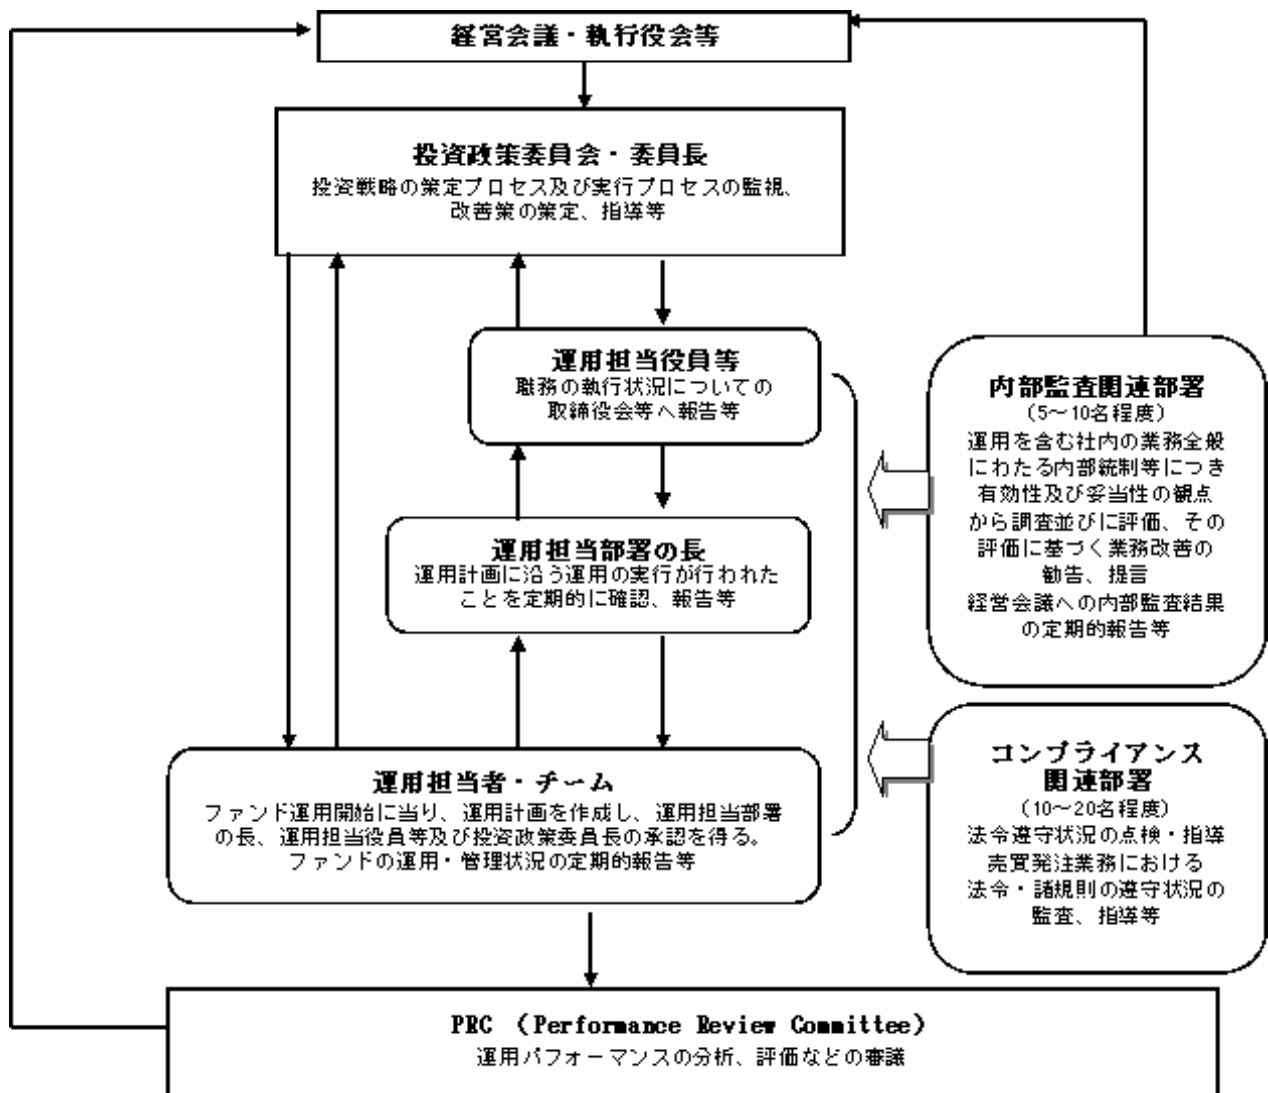 経営会議・執行役会等
投資政策委員会・委員長
投資戦略の策定プロセス及び実行プロセスの監視、
改善策の策定、指導等
運用担当役員等
職務の執行状況についての
取締役会等へ報告等
運用担当部署の長
運用計画に沿う運用の実行が行われた
ことを定期的に確認、報告等
運用担当者・チーム
ファンド運用開始に当り、運用計画を作成し、運用担当部署
の長、運用担当役員等及び投資政策委員長の承認を得る。
ファンドの運用・管理状況の定期的報告等
内部監査関連部署
(5〜10名程度)
運用を含む社内の業務全般
にわたる内部統制等につき
有効性及び妥当性の観点
から調査並びに評価、その
評価に基づく業務改善の
勧告、提言
経営会議への内部監査結果
の定期的報告等
コンプライアンス
関連部署
(10〜20名程度)
法令遵守状況の点検・指導
売買発注業務における
法令・諸規則の遵守状況の
監査、指導等
PRC (Performance Review Committee)
運用パフォーマンスの分析、評価などの審議